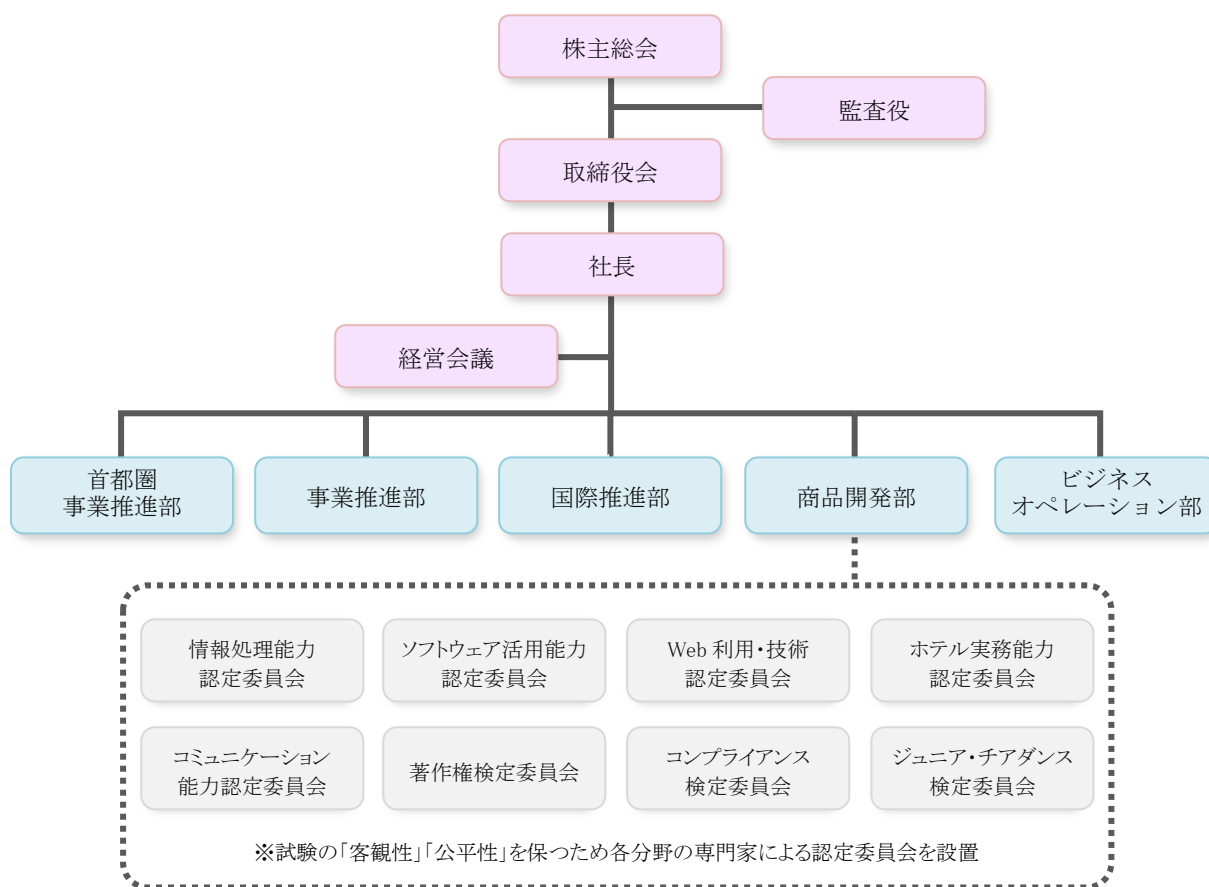 株主総会
監査役
取締役会
社長
経営会議
首都圏
事業推進部
事業推進部
国際推進部
商品開発部
ビジネス
オペレーション部
情報処理能力
認定委員会
ソフトウェア活用能力
認定委員会
Web 利用・技術
認定委員会
ホテル実務能力
認定委員会
コミュニケーション
能力認定委員会
著作権検定委員会
コンプライアンス
検定委員会
ジュニア・チアダンス
検定委員会
※試験の「客観性」「公平性」を保つため各分野の専門家による認定委員会を設置